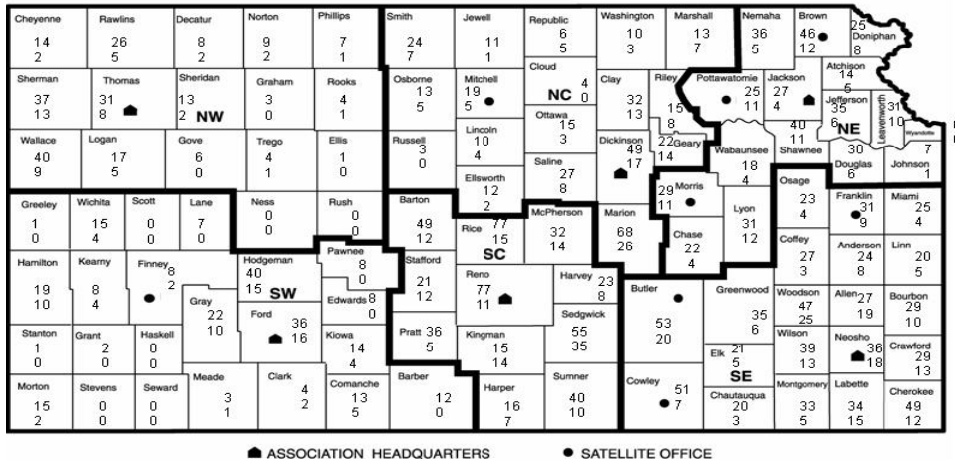 Cheyenne 14 2
Rawlins 26 5
Decatur 8 2
Norton 9 2
Phillips 7 1
Smith 24 7
Jewell 11 1
Republic 6 5
Washington 10 3
Marshall 13 7
Nemaha 36 5
Brown 46 12
25 Doniphan 8
Sherman 37 13
Thomas 31 8
Sheridan 13 2
NW
Graham 3 0
Rooks 4 1
Osborne 13 5
Mitchell 19 5
Cloud 4 0
NC
Clay 32 13
Riley 15 8
Pottawatomie 25 11
Jackson 27 4
Atchison 14 5
Jefferson 35 6
NE
Leavenworth 31 10
Wyandotte
Wallace 40 9
Logan 17 5
Gove 6 0
Trego 4 1
Ellis 1 0
Russell 3 0
Lincoln 10 4
Ottawa 15 3
Saline 27 8
Dickinson 49 17
22 14 Geary
Wabaunsee 18 4
40 11 Shawnee
30 Douglas 6
7 Johnson 1
Ellsworth 12 2
29 Morris 11
Lyon 31 12
Osage 23 4
Franklin 31 9
Miami 25 4
Greeley 1 0
Wichita 15 4
Scott 0 0
Lane 7 0
Ness 0 0
Rush 0 0
Barton 49 12
Rice 77 15
SC
McPherson 32 14
Marion 68 26
Chase 22 4
Coffey 27 3
Anderson 24 8
Linn 20 5
Hamilton 19 10
Kearny 8 4
Finney 8 2
Hodgeman 40 15
SW
Pawnee 8 0
Stafford 21 12
Reno 77 11
Harvey 23 8
Butler 53 20
Greenwood 35 6
Woodson 47 25
Allen 27 19
Bourbon 29 10
Gray 22 10
Ford 36 16
Edwards 8 0
Kiowa 14 4
Pratt 36 5
Kingman 15 14
Sedgwick 55 35
Elk 21 5
SE
Wilson 39 13
Neosho 36 18
Crawford 29 13
Stanton 1 0
Grant 2 0
Haskell 0 0
Morton 15 2
Stevens 0 0
Seward 0 0
Meade 3 1
Clark 4 2
Comanche 13 5
Barber 12 0
Harper 16 7
Sumner 40 10
Cowley 51 7
Chautauqua 20 3
Montgomery 33 5
Labette 34 15
Cherokee 49 12
ASSOCIATION HEADQUARTERS
SATELLITE OFFICE